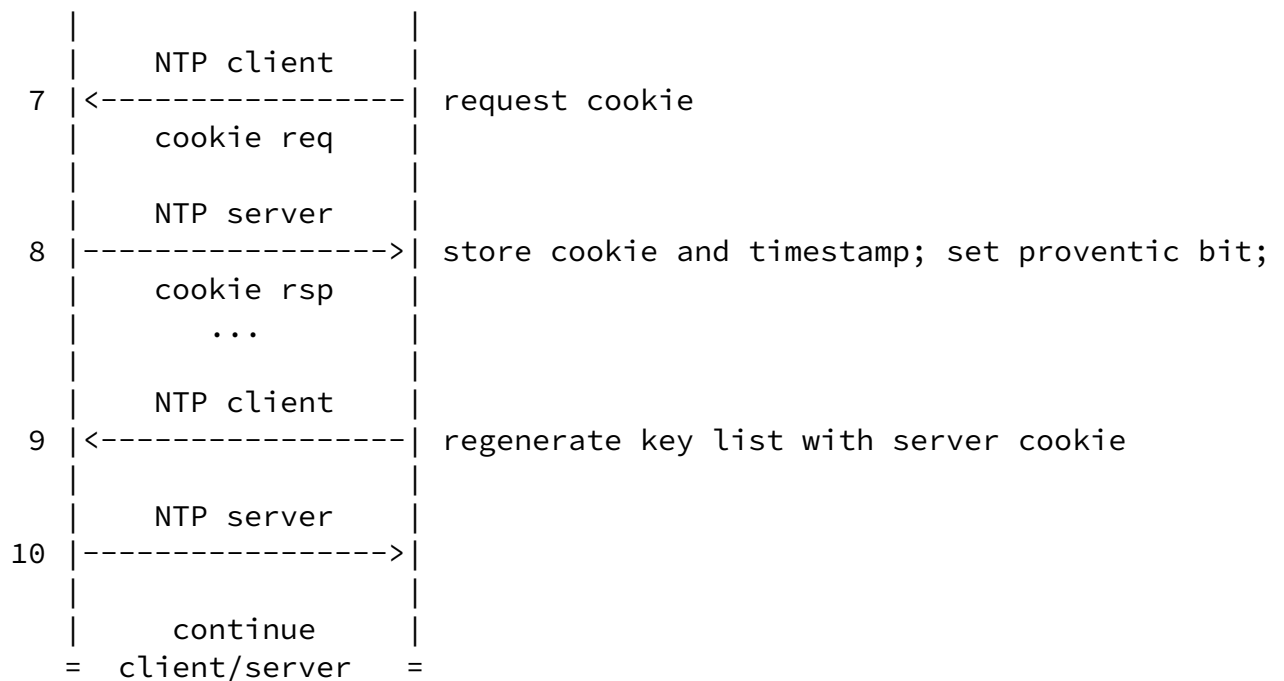 |                  |
|    NTP client    |
7 |<-----------------| request cookie
|    cookie req    |
|                  |
|    NTP server    |
8 |----------------->| store cookie and timestamp; set proventic bit;
|    cookie rsp    |
|       ...        |
|                  |
|    NTP client    |
9 |<-----------------| regenerate key list with server cookie
|                  |
|    NTP server    |
10 |----------------->|
|                  |
|     continue     |
=  client/server   =